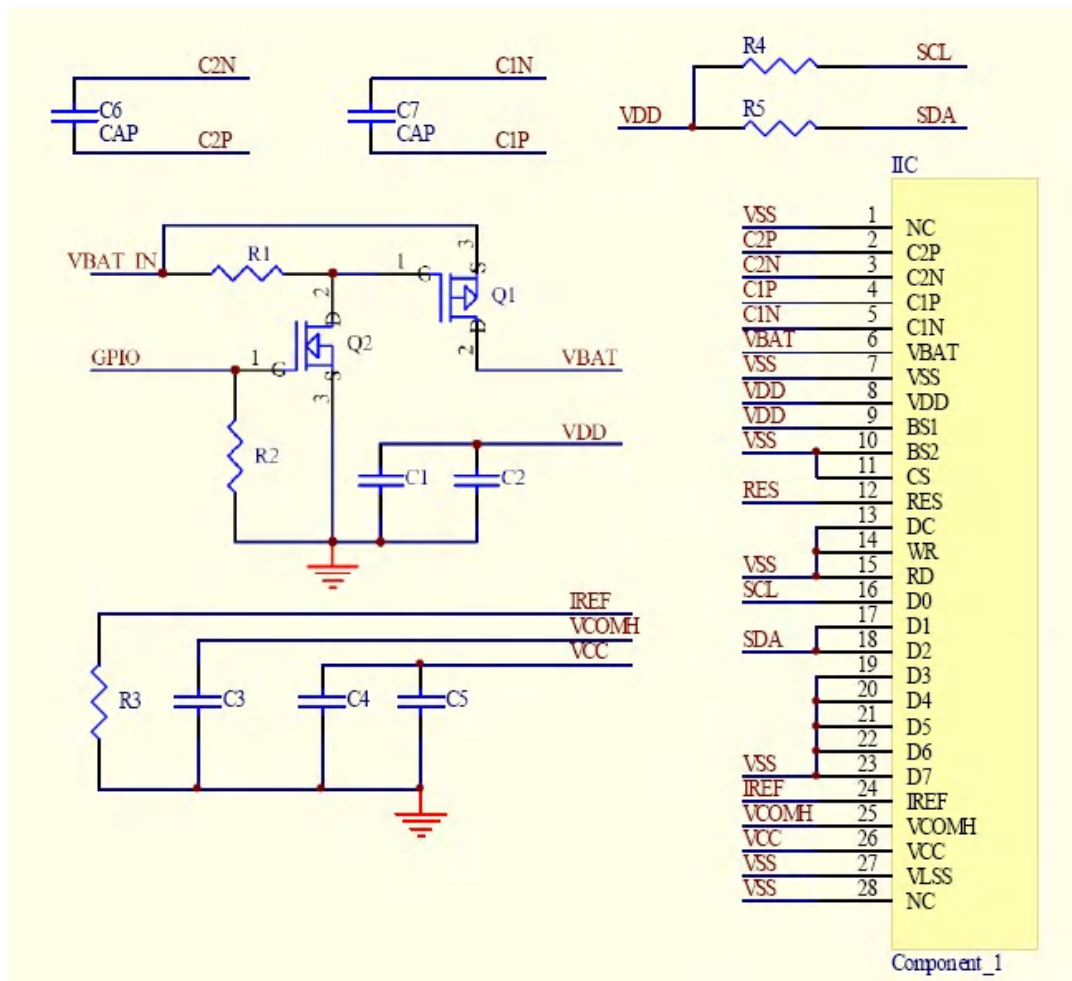 C2N
C6
CAP
C2P
C1N
C7
CAP
C1P
R4
SCL
VDD
R5
SDA
VBAT_IN
R1
1
G
3
S
Q1
D
2
VBAT
2
D
Q2
GPIO
1
G
S
3
R2
VDD
C1
C2
IREF
VCOMH
VCC
R3
C3
C4
C5
IIC
VSS 1 NC
C2P 2 C2P
C2N 3 C2N
C1P 4 C1P
C1N 5 C1N
VBAT 6 VBAT
VSS 7 VSS
VDD 8 VDD
VDD 9 BS1
VSS 10 BS2
11 CS
RES 12 RES
13 DC
14 WR
VSS 15 RD
SCL 16 D0
17 D1
SDA 18 D2
19 D3
20 D4
21 D5
22 D6
VSS 23 D7
IREF 24 IREF
VCOMH 25 VCOMH
VCC 26 VCC
VSS 27 VLSS
VSS 28 NC
Component_1